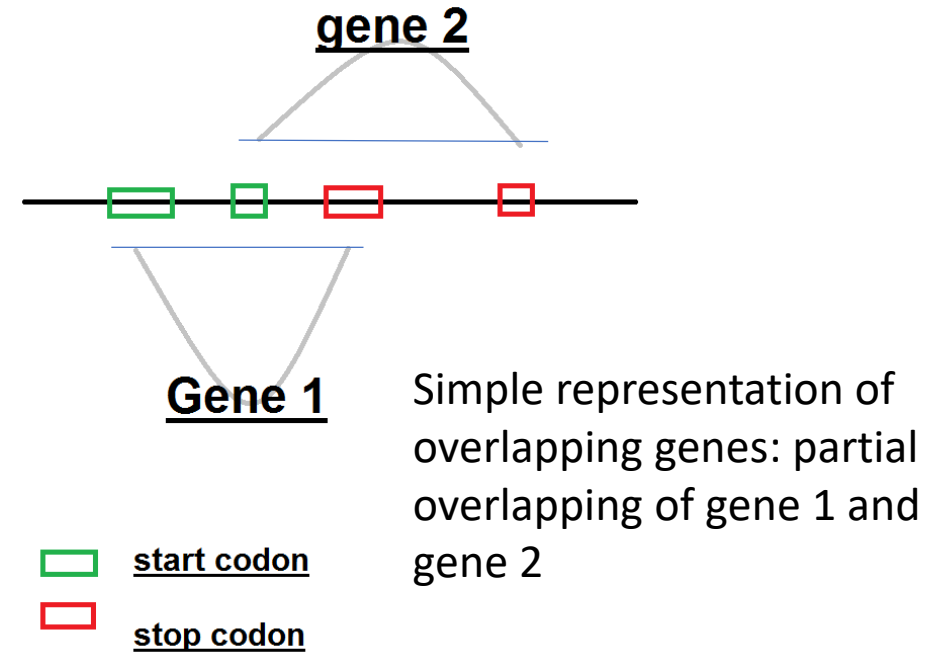 gene 2
Gene 1
Simple representation of
overlapping genes: partial
overlapping of gene 1 and
gene 2
start codon
stop codon